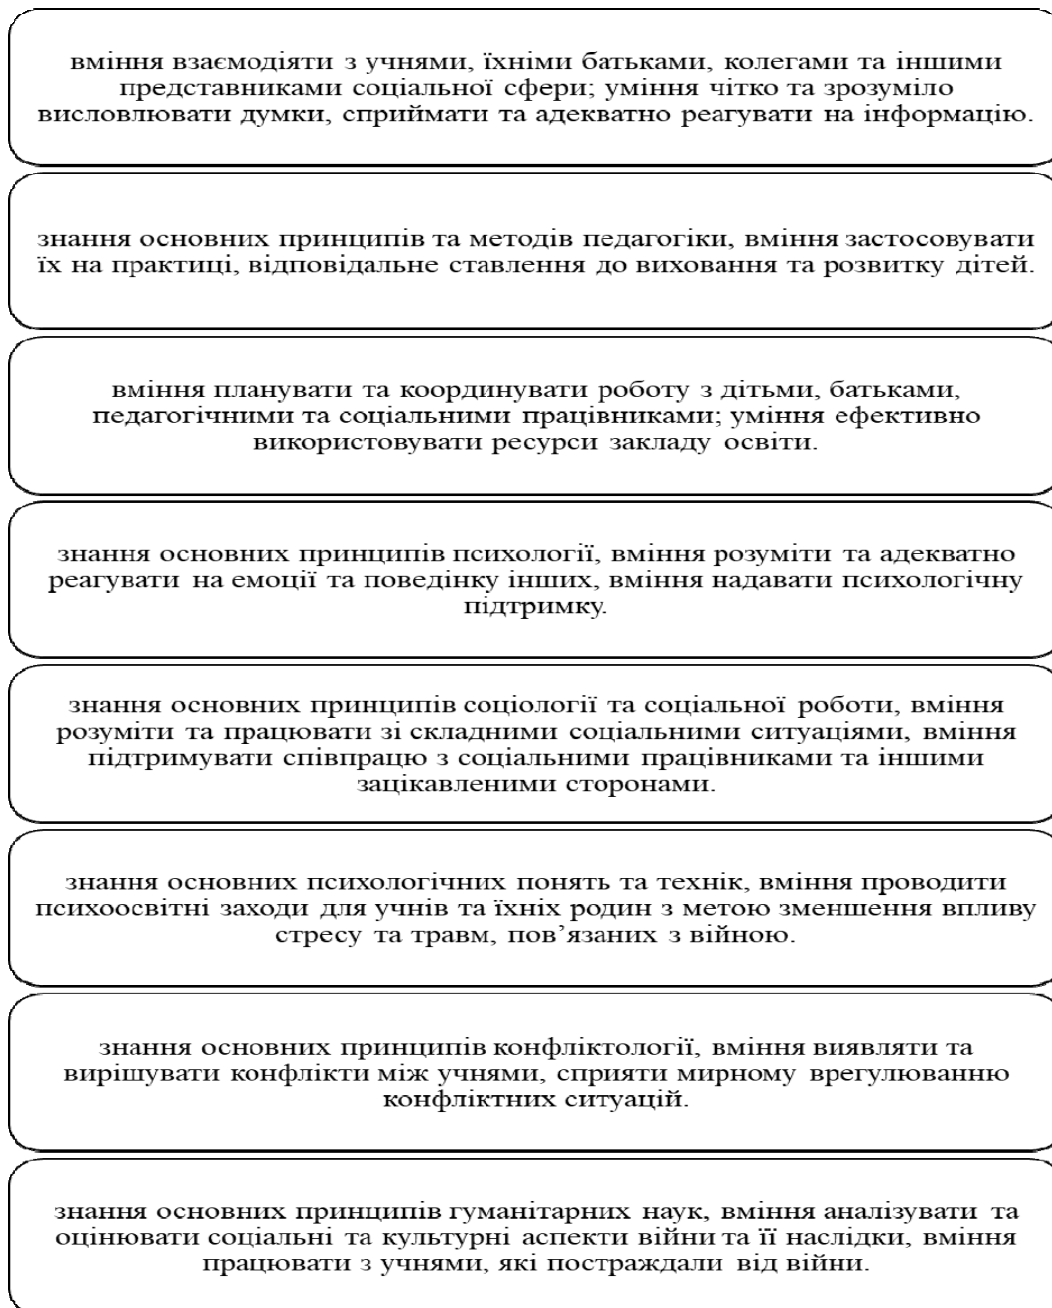 вміння взаємодіяти з учнями, їхніми батьками, колегами та іншими
представниками соціальної сфери; уміння чітко та зрозуміло
висловлювати думки, сприймати та адекватно реагувати на інформацію.
знання основних принципів та методів педагогіки, вміння застосовувати
їх на практиці, відповідальне ставлення до виховання та розвитку дітей.
вміння планувати та координувати роботу з дітьми, батьками,
педагогічними та соціальними працівниками; уміння ефективно
використовувати ресурси закладу освіти.
знання основних принципів психології, вміння розуміти та адекватно
реагувати на емоції та поведінку інших, вміння надавати психологічну
підтримку.
знання основних принципів соціології та соціальної роботи, вміння
розуміти та працювати зі складними соціальними ситуаціями, вміння
підтримувати співпрацю з соціальними працівниками та іншими
зацікавленими сторонами.
знання основних психологічних понять та технік, вміння проводити
психоосвітні заходи для учнів та їхніх родин з метою зменшення впливу
стресу та травм, пов’язаних з війною.
знання основних принципів конфліктології, вміння виявляти та
вирішувати конфлікти між учнями, сприяти мирному врегулюванню
конфліктних ситуацій.
знання основних принципів гуманітарних наук, вміння аналізувати та
оцінювати соціальні та культурні аспекти війни та її наслідки, вміння
працювати з учнями, які постраждали від війни.